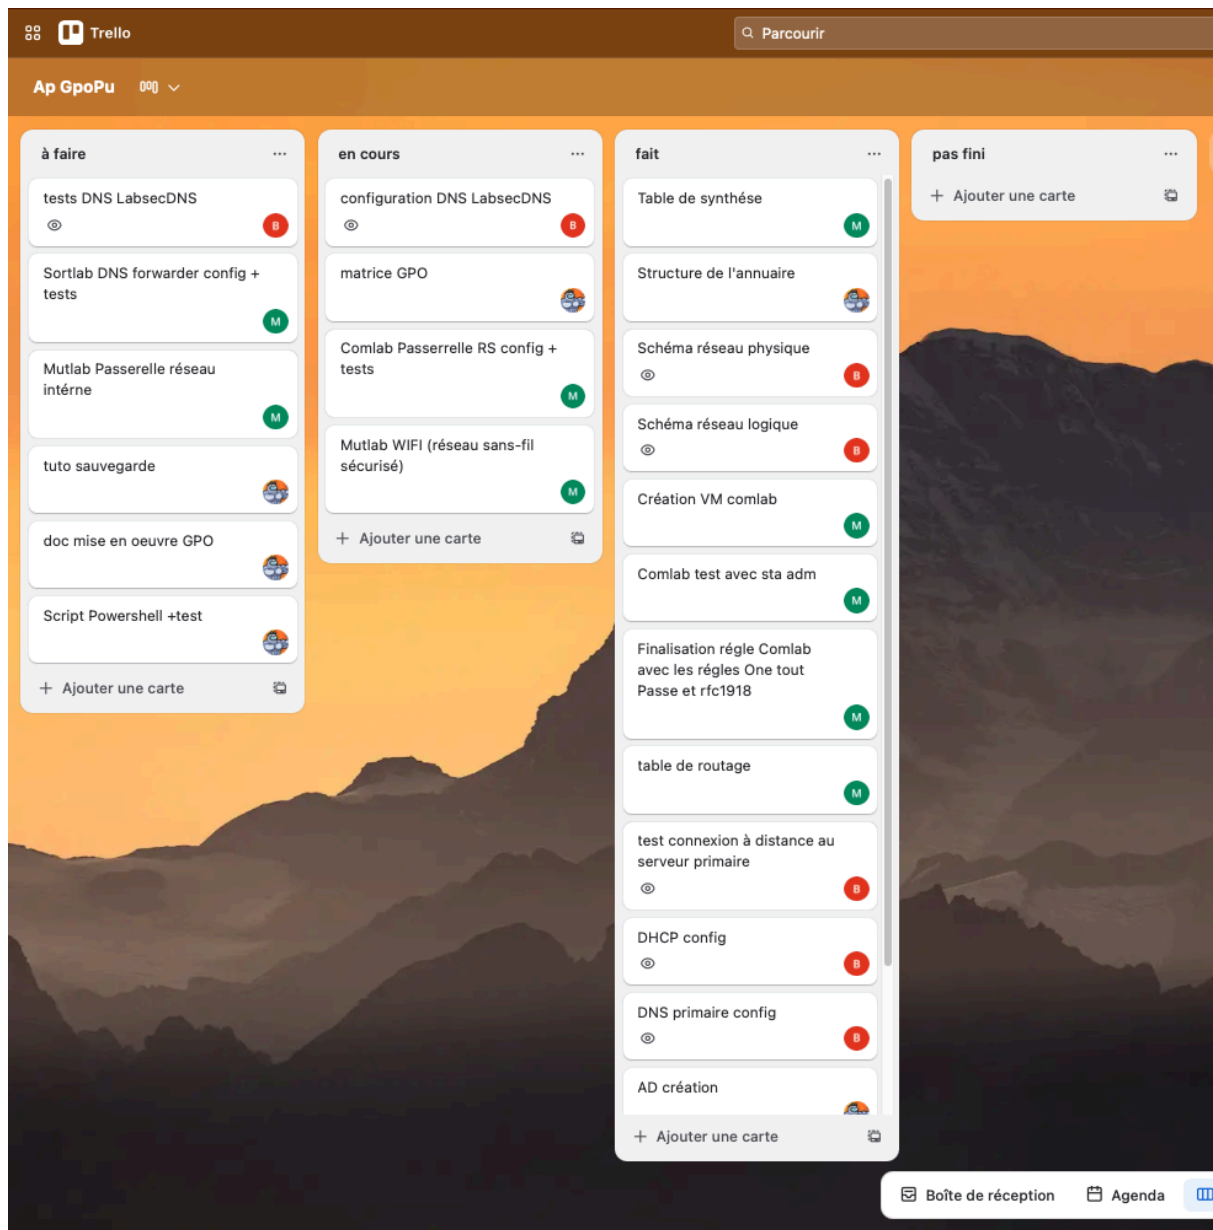 Trello
Parcourir
Ap GpoPu
à faire
tests DNS LabsecDNS
B
Sortlab DNS forwarder config +
tests
M
Mutlab Passerelle réseau
intérne
M
tuto sauvegarde
doc mise en oeuvre GPO
Script Powershell +test
+ Ajouter une carte
en cours
configuration DNS LabsecDNS
B
matrice GPO
Comlab Passerrelle RS config +
tests
M
Mutlab WIFI (réseau sans-fil
sécurisé)
M
+ Ajouter une carte
fait
Table de synthése
M
Structure de l'annuaire
Schéma réseau physique
B
Schéma réseau logique
B
Création VM comlab
M
Comlab test avec sta adm
M
Finalisation régle Comlab
avec les régles One tout
Passe et rfc1918
M
table de routage
M
test connexion à distance au
serveur primaire
B
DHCP config
B
DNS primaire config
B
AD création
+ Ajouter une carte
pas fini
+ Ajouter une carte
Boîte de réception
Agenda